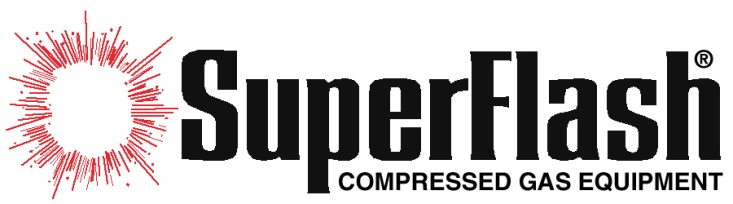 SuperFlash®
COMPRESSED GAS EQUIPMENT